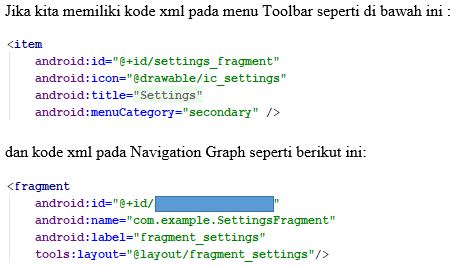 Jika kita memiliki kode xml pada menu Toolbar seperti di bawah ini :
<item
android:id="@+id/settings_fragment"
android:icon="@drawable/ic_settings"
android:title="Settings"
android:menuCategory="secondary" />
dan kode xml pada Navigation Graph seperti berikut ini:
<fragment
android:id="@+id/"
android:name="com.example.SettingsFragment"
android:label="fragment_settings"
tools:layout="@layout/fragment_settings"/>